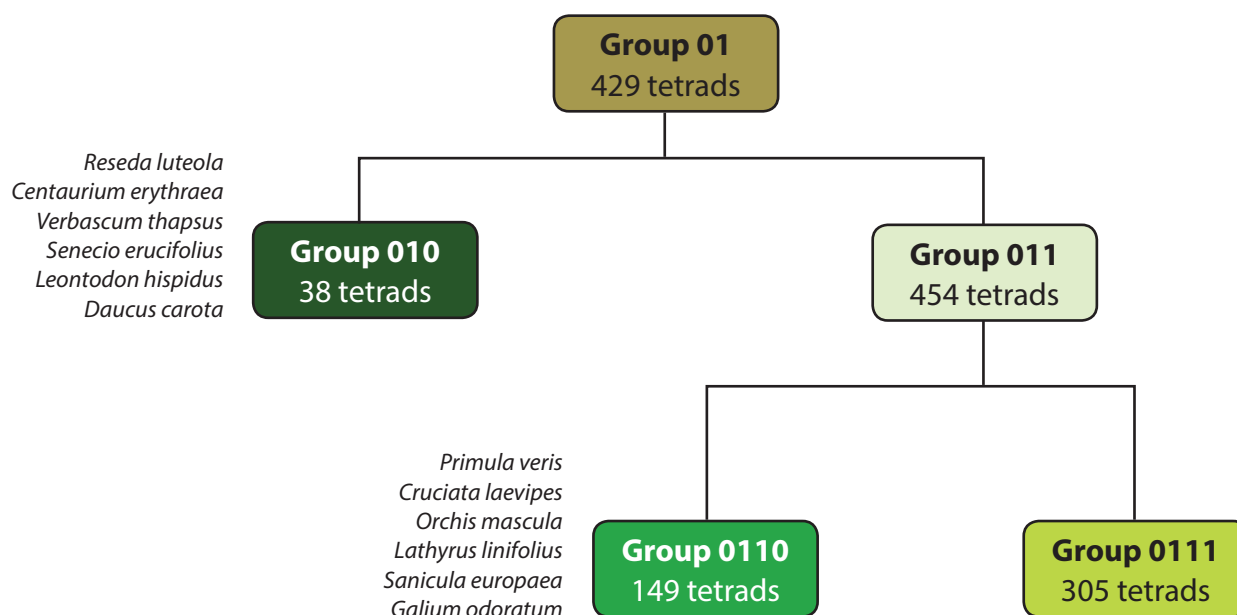 Group 01
429 tetrads
Reseda luteola
Centaurium erythraea
Verbascum thapsus
Senecio erucifolius
Leontodon hispidus
Daucus carota
Group 010
38 tetrads
Group 011
454 tetrads
Primula veris
Cruciata laevipes
Orchis mascula
Lathyrus linifolius
Sanicula europaea
Galium odoratum
Group 0110
149 tetrads
Group 0111
305 tetrads